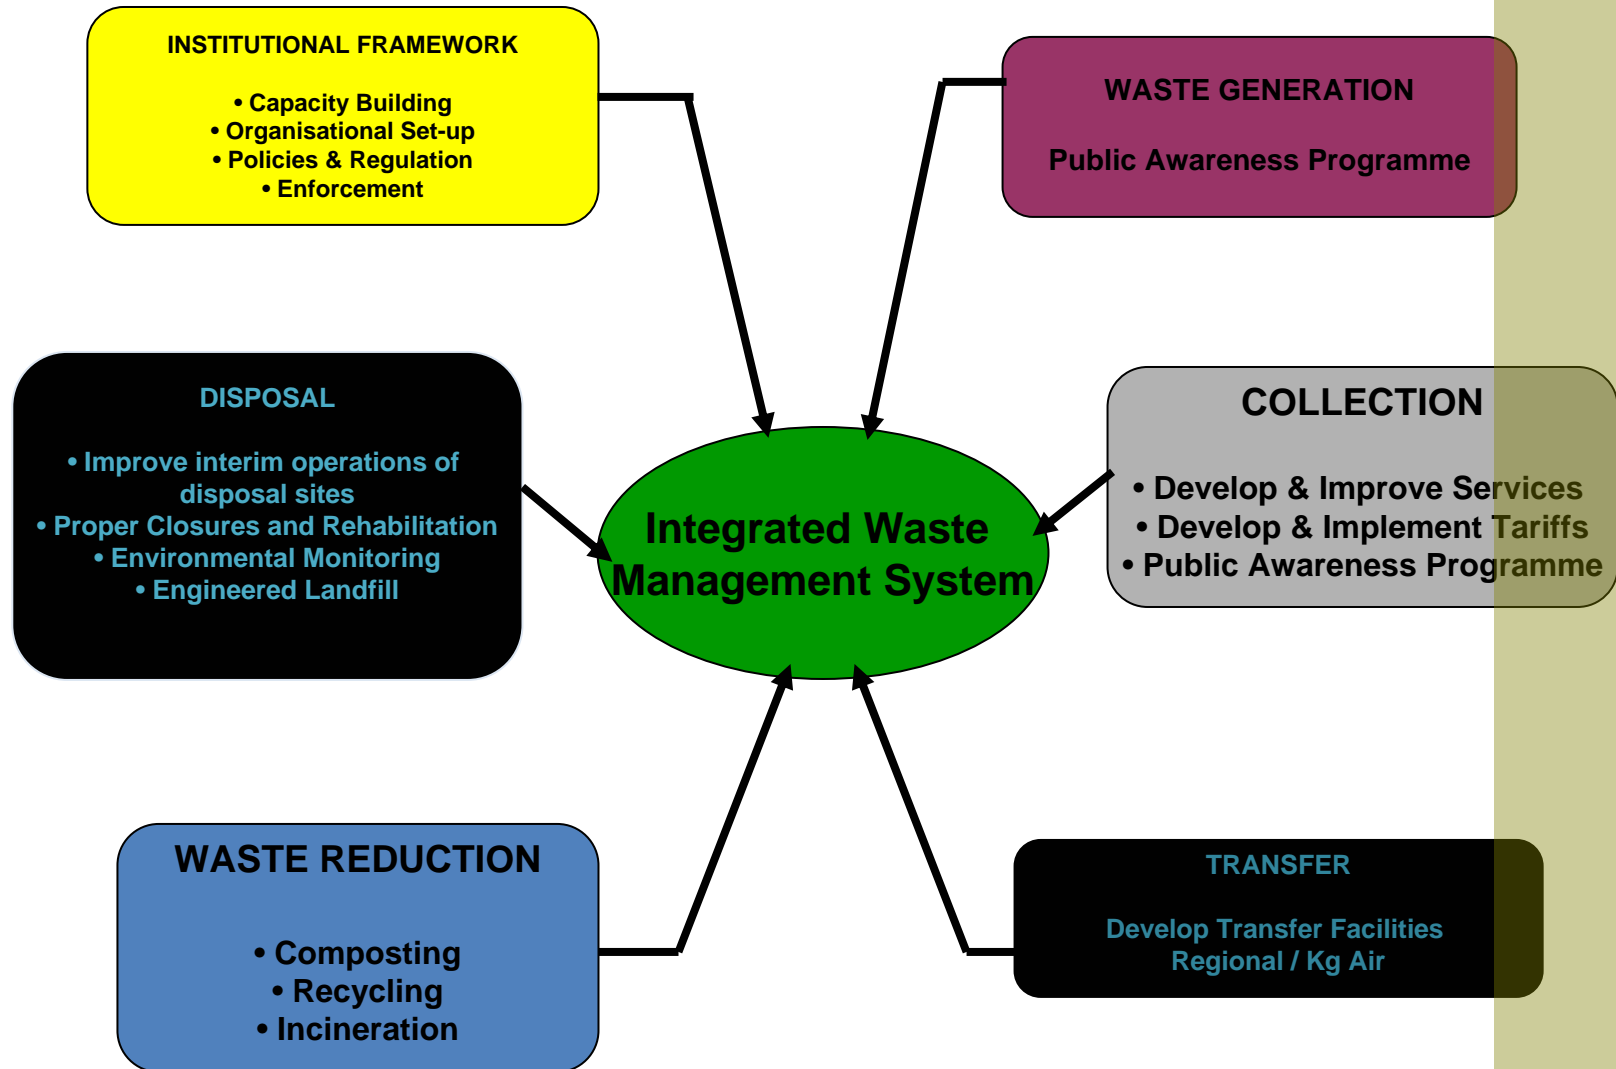 INSTITUTIONAL FRAMEWORK
• Capacity Building
• Organisational Set-up
• Policies & Regulation
• Enforcement
WASTE GENERATION
Public Awareness Programme
DISPOSAL
• Improve interim operations of
disposal sites
• Proper Closures and Rehabilitation
• Environmental Monitoring
• Engineered Landfill
Integrated Waste
Management System
COLLECTION
• Develop & Improve Services
• Develop & Implement Tariffs
• Public Awareness Programme
WASTE REDUCTION
• Composting
• Recycling
• Incineration
TRANSFER
Develop Transfer Facilities
Regional / Kg Air